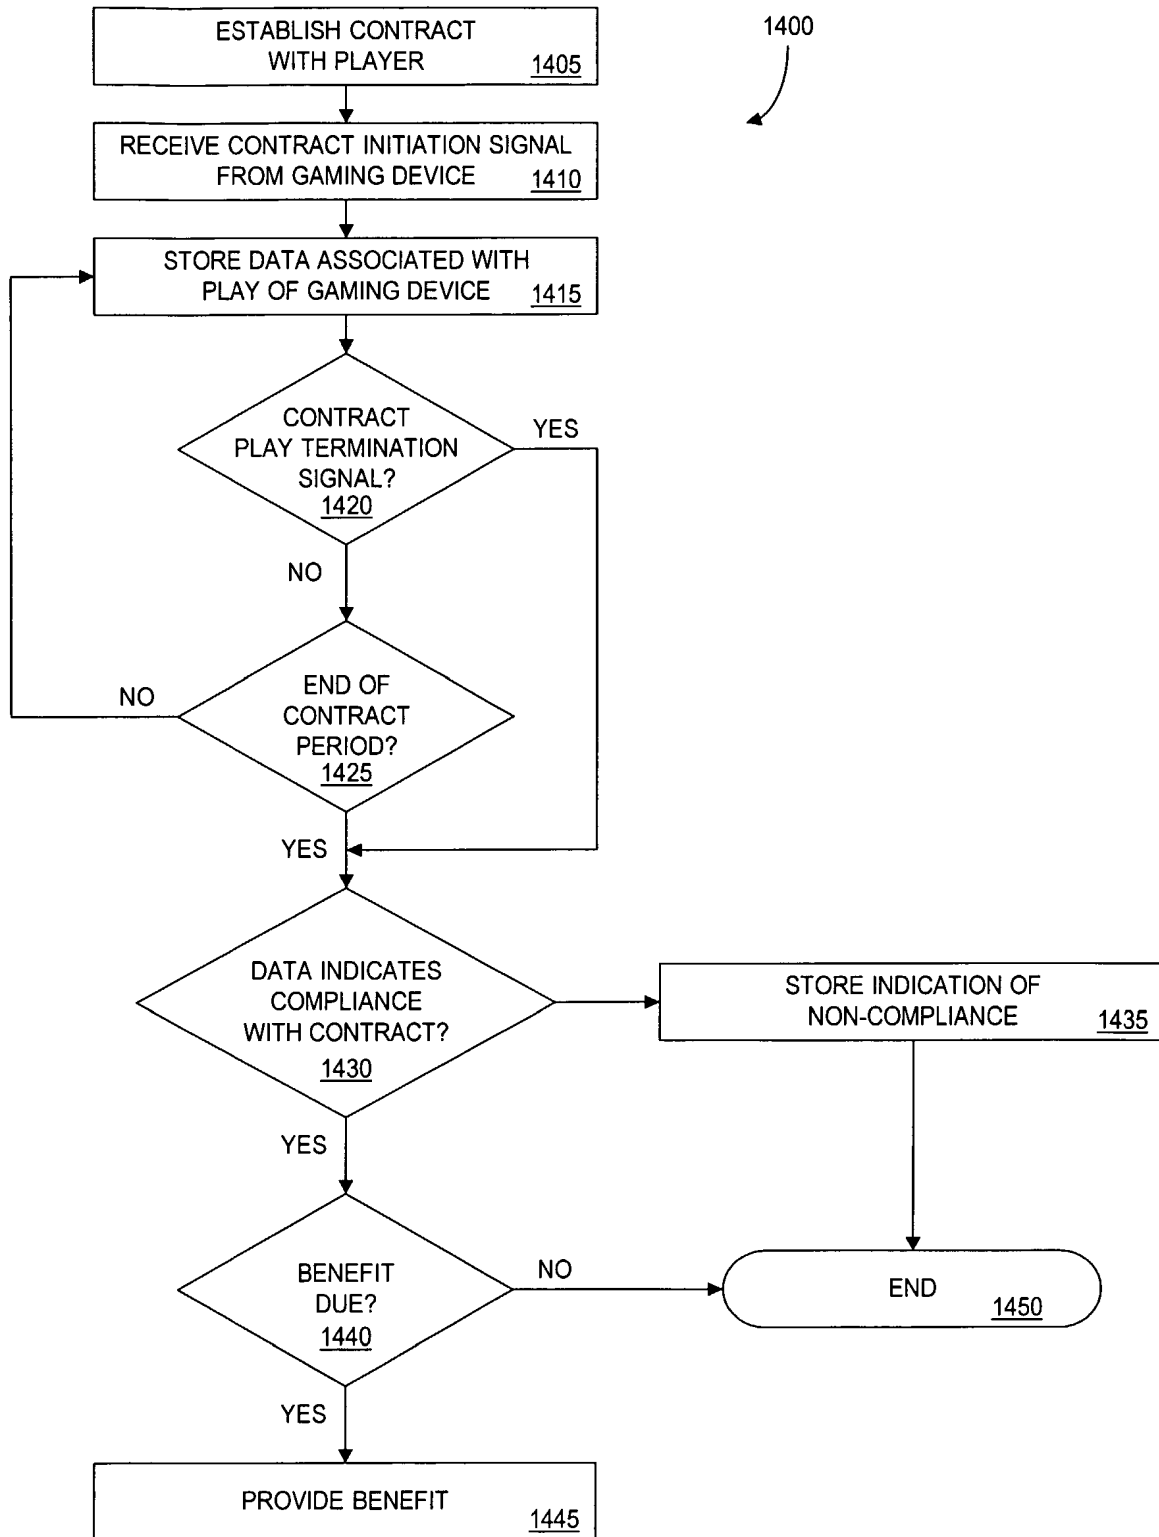 ESTABLISH CONTRACT
WITH PLAYER
1405
1400
RECEIVE CONTRACT INITIATION SIGNAL
FROM GAMING DEVICE
1410
STORE DATA ASSOCIATED WITH
PLAY OF GAMING DEVICE
1415
CONTRACT
PLAY TERMINATION
SIGNAL?
1420
YES
NO
END OF
CONTRACT
PERIOD?
1425
NO
YES
DATA INDICATES
COMPLIANCE
WITH CONTRACT?
1430
STORE INDICATION OF
NON-COMPLIANCE
1435
YES
BENEFIT
DUE?
1440
NO
END
1450
YES
PROVIDE BENEFIT
1445